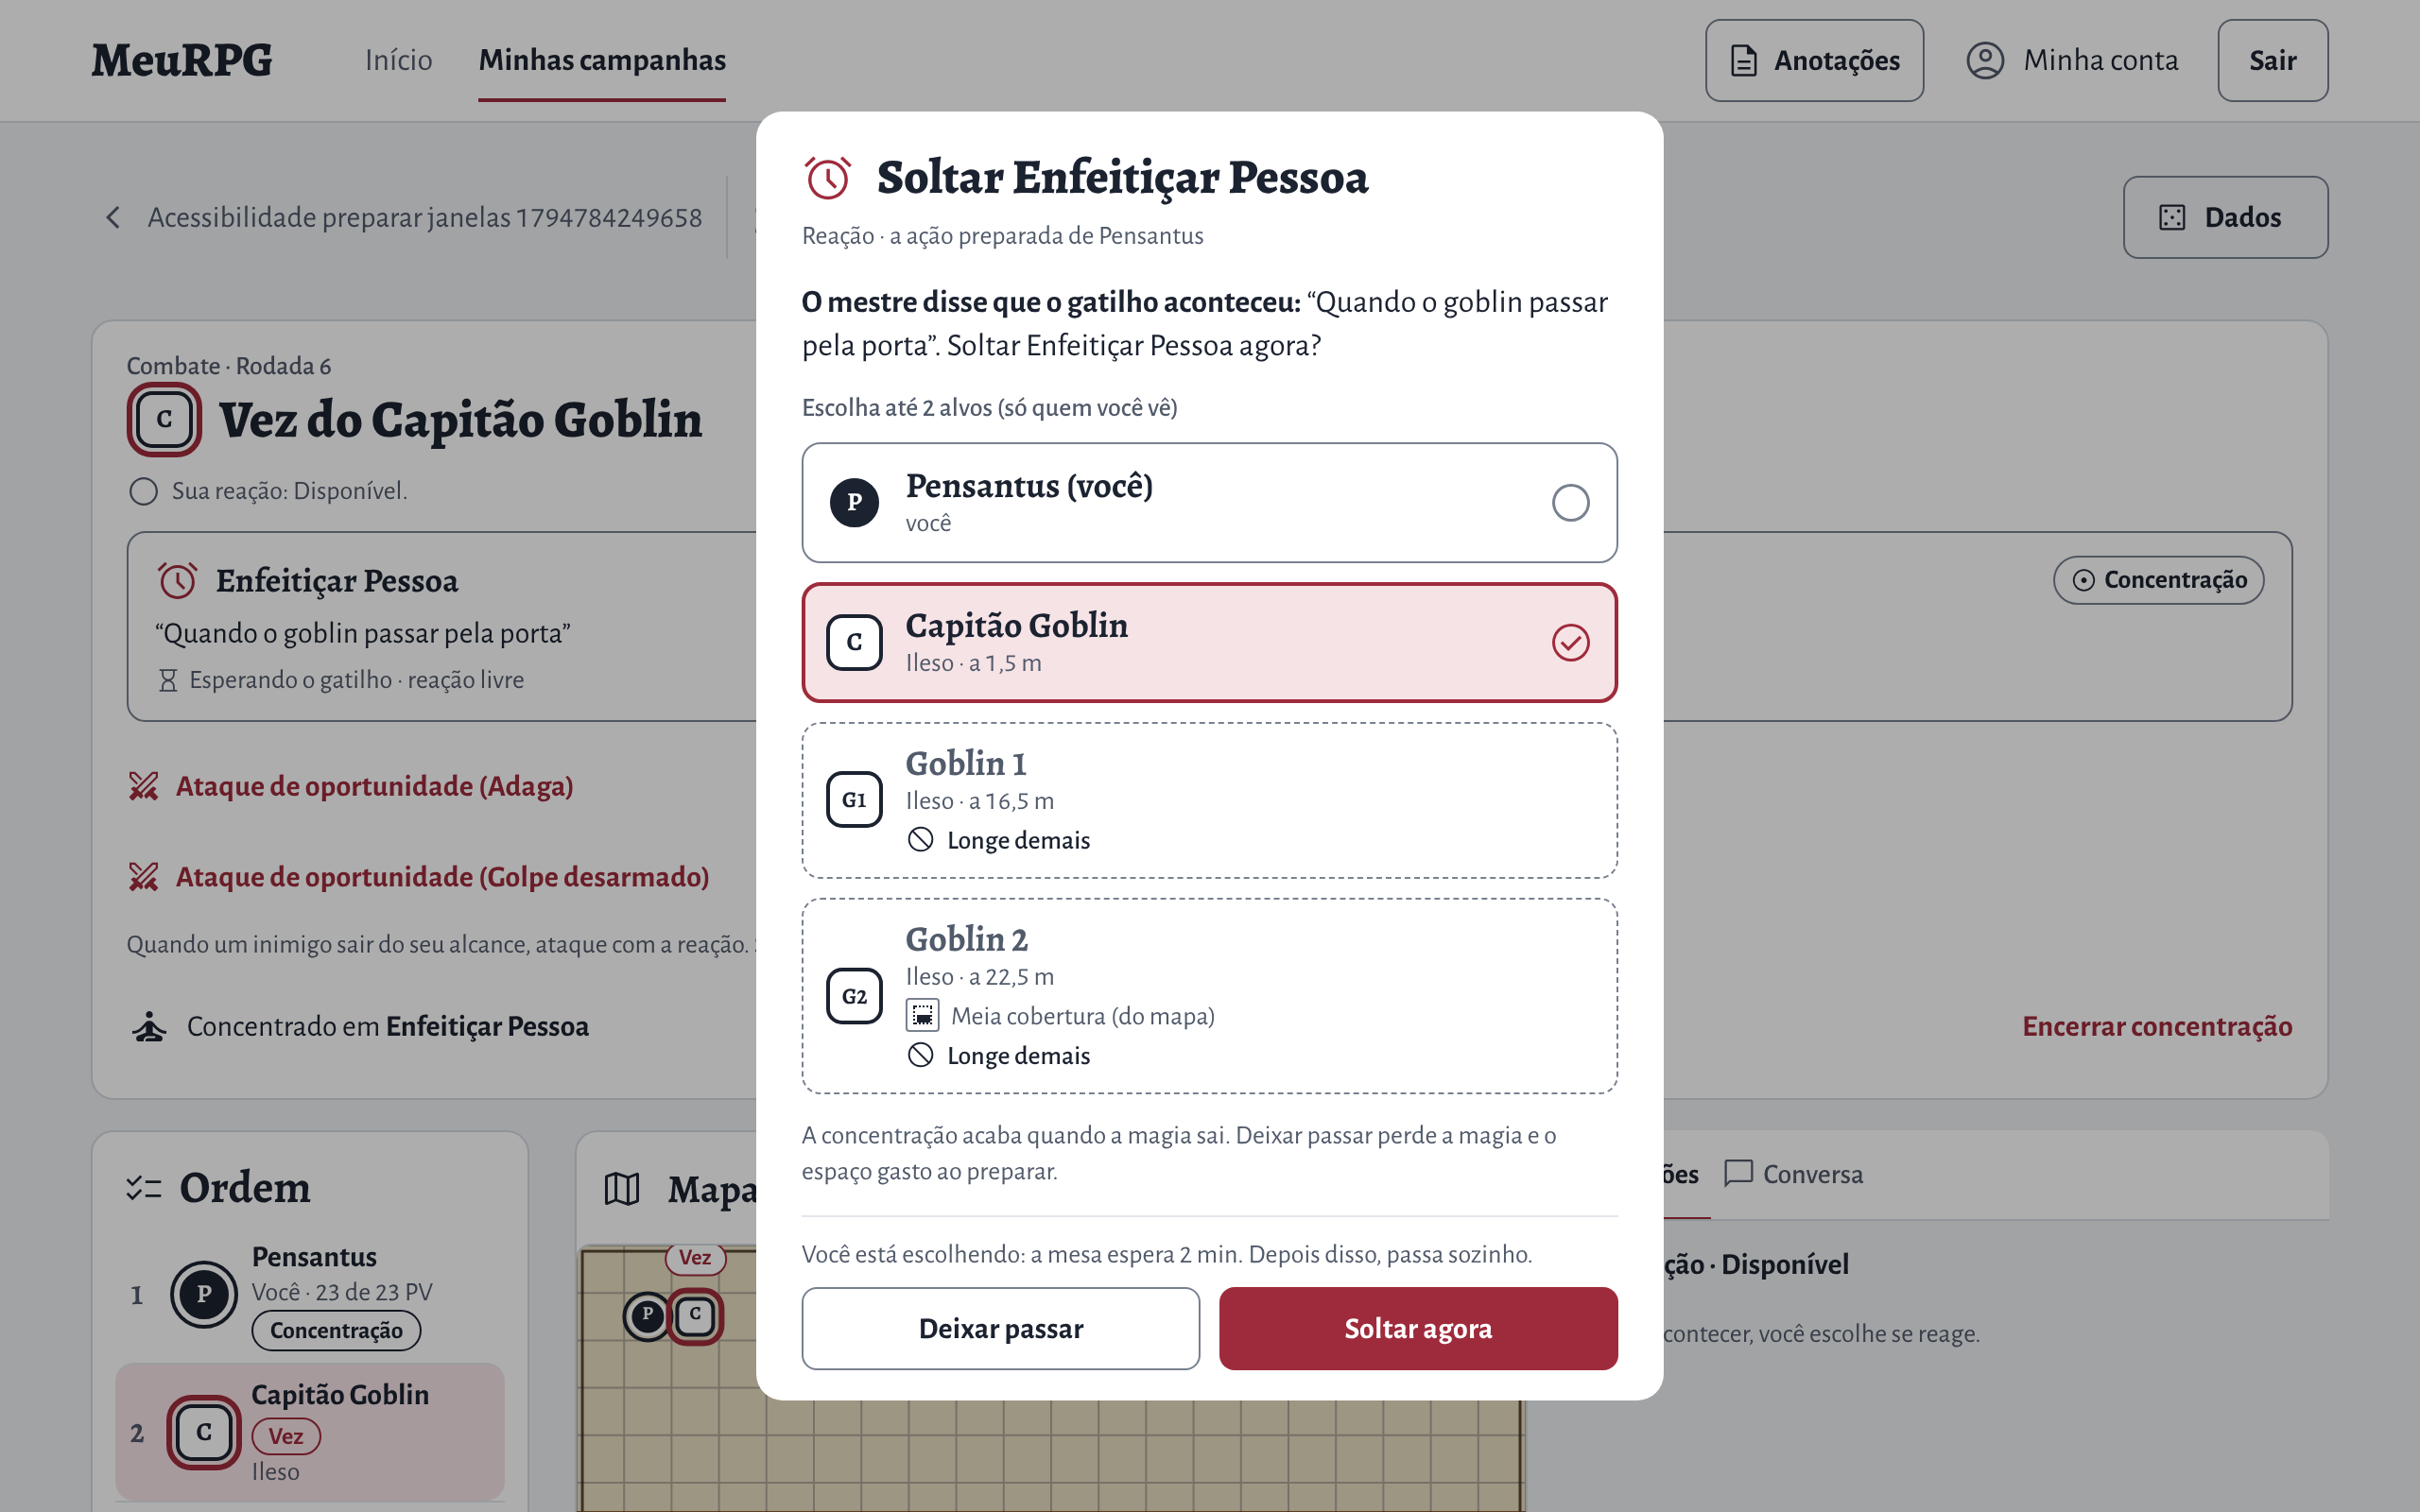 MeuRPG
Início
Minhas campanhas
Anotações
Minha conta
Sair
Acessibilidade preparar janelas 1794784249658
Dados
Combate · Rodada 6
C
Vez do Capitão Goblin
Sua reação: Disponível.
Enfeitiçar Pessoa
Concentração
“Quando o goblin passar pela porta”
Esperando o gatilho · reação livre
Ataque de oportunidade (Adaga)
Ataque de oportunidade (Golpe desarmado)
Quando um inimigo sair do seu alcance, ataque com a reação.
Concentrado em Enfeitiçar Pessoa
Encerrar concentração
Soltar Enfeitiçar Pessoa
Reação · a ação preparada de Pensantus
O mestre disse que o gatilho aconteceu: “Quando o goblin passar
pela porta”. Soltar Enfeitiçar Pessoa agora?
Escolha até 2 alvos (só quem você vê)
P
Pensantus (você)
você
C
Capitão Goblin
Ileso · a 1,5 m
G1
Goblin 1
Ileso · a 16,5 m
Longe demais
G2
Goblin 2
Ileso · a 22,5 m
Meia cobertura (do mapa)
Longe demais
A concentração acaba quando a magia sai. Deixar passar perde a magia e o
espaço gasto ao preparar.
Você está escolhendo: a mesa espera 2 min. Depois disso, passa sozinho.
Deixar passar
Soltar agora
Ordem
1
P
Pensantus
Você · 23 de 23 PV
Concentração
2
C
Capitão Goblin
Vez
Ileso
Mapa
Vez
P
C
ões
Conversa
ção · Disponível
contecer, você escolhe se reage.